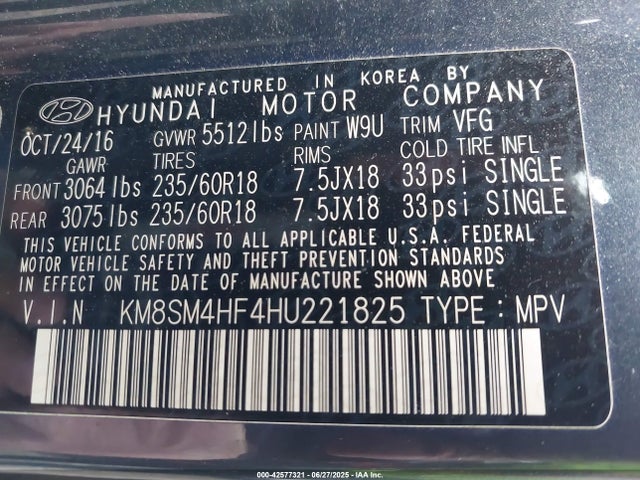 MANUFACTURED IN KOREA BY
HYUNDAI MOTOR COMPANY
OCT/24/16 GVWR 5512lbs PAINT W9U TRIM VFG
GAWR TIRES RIMS COLD TIRE INFL
FRONT 3064lbs 235/60R18 7.5JX18 33psi SINGLE
REAR 3075lbs 235/60R18 7.5JX18 33psi SINGLE
THIS VEHICLE CONFORMS TO ALL APPLICABLE U.S.A. FEDERAL
MOTOR VEHICLE SAFETY AND THEFT PREVENTION STANDARDS
IN EFFECT ON THE DATE OF MANUFACTURE SHOWN ABOVE
V.I.N KM8SM4HF4HU221825 TYPE : MPV
000-42577321 - 06/27/2025 - IAA Inc.